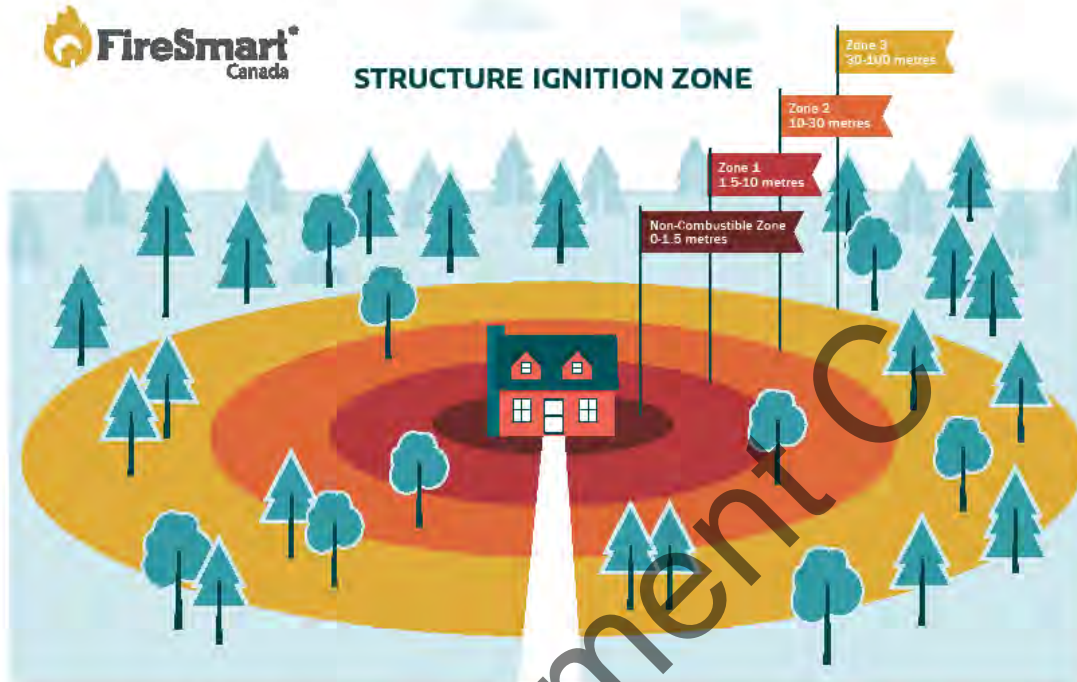 FireSmart®
Canada
STRUCTURE IGNITION ZONE
Zone 3
30-100 metres
Zone 2
10-30 metres
Zone 1
1.5-10 metres
Non-Combustible Zone
0-1.5 metres
ment C